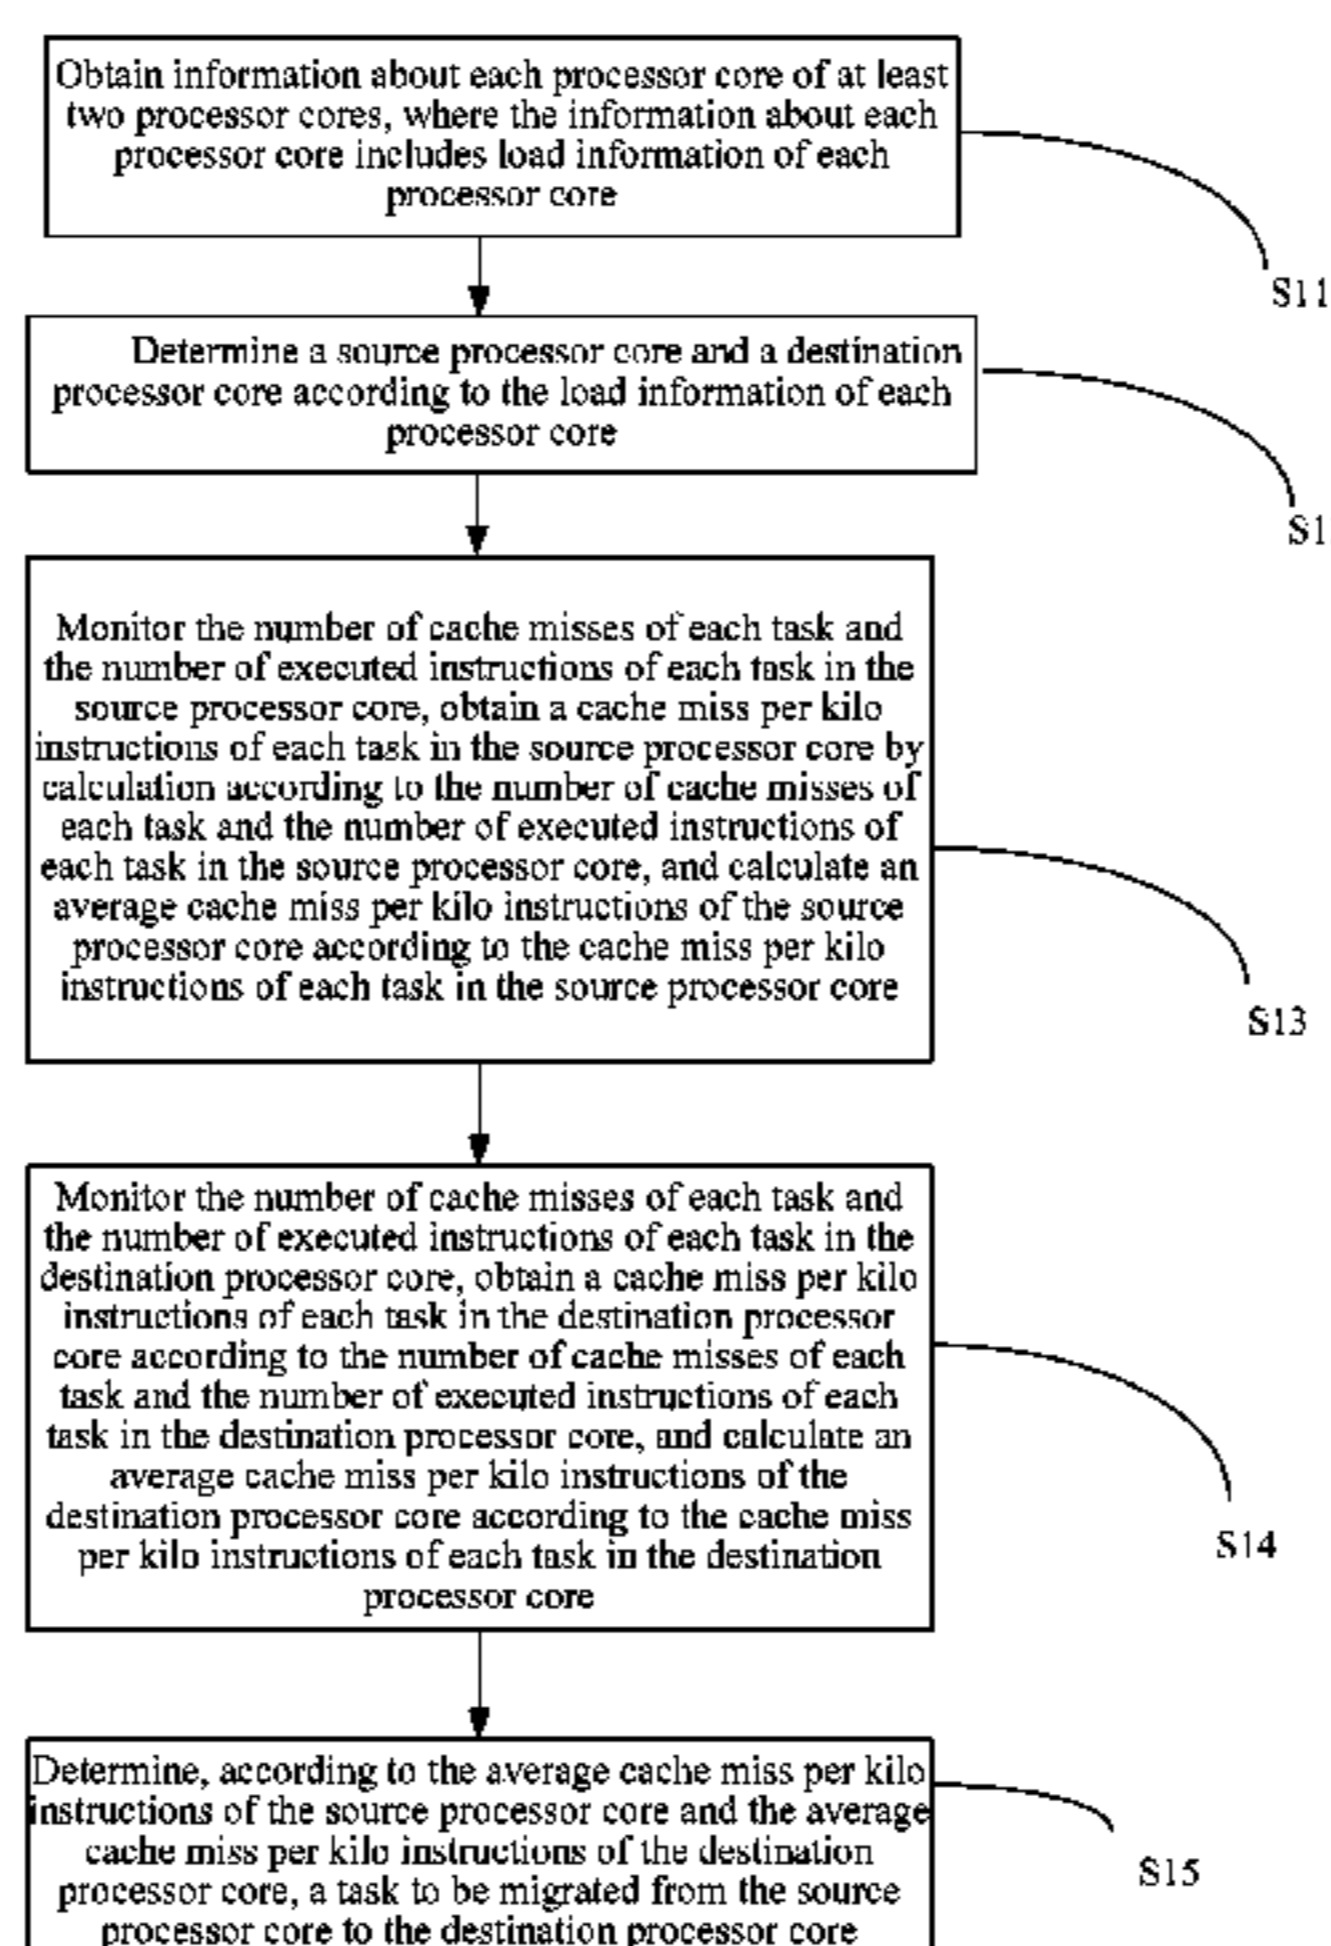 Obtain information about each processor core of at least
two processor cores, where the information about each
processor core includes load information of each
processor core
S11
Determine a source processor core and a destination
processor core according to the load information of each
processor core
S1
Monitor the number of cache misses of each task and
the number of executed instructions of each task in the
source processor core, obtain a cache miss per kilo
instructions of each task in the source processor core by
calculation according to the number of cache misses of
each task and the number of executed instructions of
each task in the source processor core, and calculate an
average cache miss per kilo instructions of the source
processor core according to the cache miss per kilo
instructions of each task in the source processor core
S13
Monitor the number of cache misses of each task and
the number of executed instructions of each task in the
destination processor core, obtain a cache miss per kilo
instructions of each task in the destination processor
core according to the number of cache misses of each
task and the number of executed instructions of each
task in the destination processor core, and calculate an
average cache miss per kilo instructions of the
destination processor core according to the cache miss
per kilo instructions of each task in the destination
processor core
S14
Determine, according to the average cache miss per kilo
instructions of the source processor core and the average
cache miss per kilo instructions of the destination
processor core, a task to be migrated from the source
processor core to the destination processor core
S15